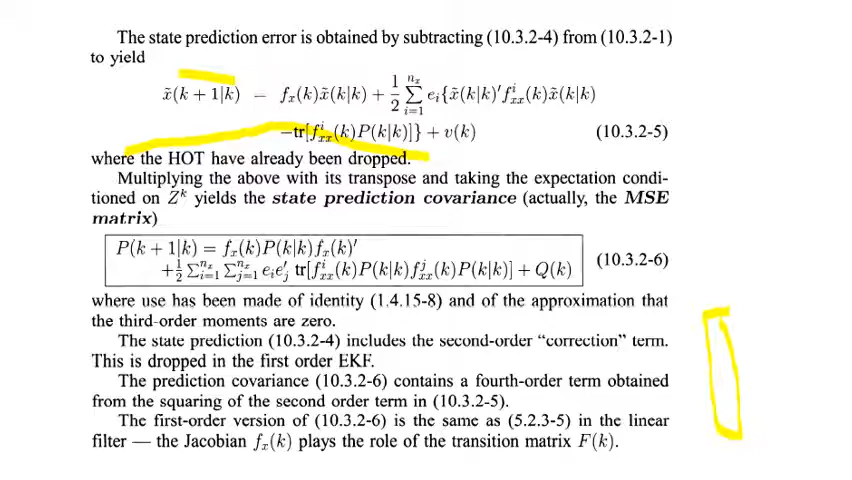 The state prediction error is obtained by subtracting (10.3.2-4) from (10.3.2-1)
to yield
x̃(k + 1|k) = fₓ(k)x̃(k|k) + 1/2 Σ_{i=1}^{n_x} e_i{x̃(k|k)′f^i_{xx}(k)x̃(k|k)
−tr[f^i_{xx}(k)P(k|k)]} + v(k) (10.3.2-5)
where the HOT have already been dropped.
Multiplying the above with its transpose and taking the expectation condi-
tioned on Z^k yields the state prediction covariance (actually, the MSE
matrix)
P(k + 1|k) = fₓ(k)P(k|k)fₓ(k)′
+1/2 Σ_{i=1}^{n_x} Σ_{j=1}^{n_x} e_i e′_j tr[f^i_{xx}(k)P(k|k)f^j_{xx}(k)P(k|k)] + Q(k) (10.3.2-6)
where use has been made of identity (1.4.15-8) and of the approximation that
the third-order moments are zero.
The state prediction (10.3.2-4) includes the second-order “correction” term.
This is dropped in the first order EKF.
The prediction covariance (10.3.2-6) contains a fourth-order term obtained
from the squaring of the second order term in (10.3.2-5).
The first-order version of (10.3.2-6) is the same as (5.2.3-5) in the linear
filter — the Jacobian fₓ(k) plays the role of the transition matrix F(k).